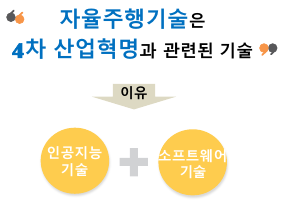 “ 자율주행기술은
4차 산업혁명과 관련된 기술 ”
이유
인공지능
기술
+
소프트웨어
기술